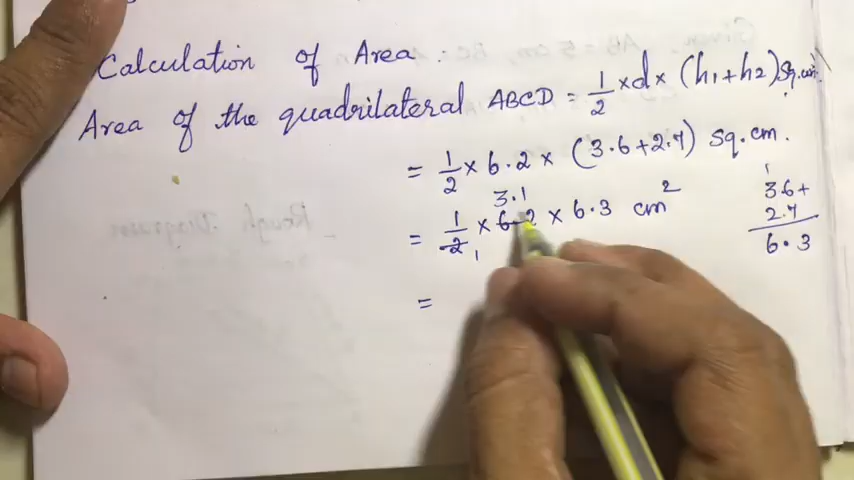 Calculation of Area :
Area of the quadrilateral ABCD = 1/2 × d × (h1 + h2) Sq.cm.
= 1/2 × 6.2 × (3.6 + 2.7) Sq.cm.
3.1
= 1/2 × 6.2 × 6.3 cm²
1
=
1
36+
2.7
6.3